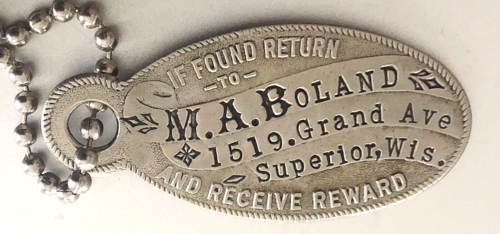 IF FOUND RETURN
-TO-
M.A.BOLAND
1519.Grand Ave
Superior, Wis.
AND RECEIVE REWARD